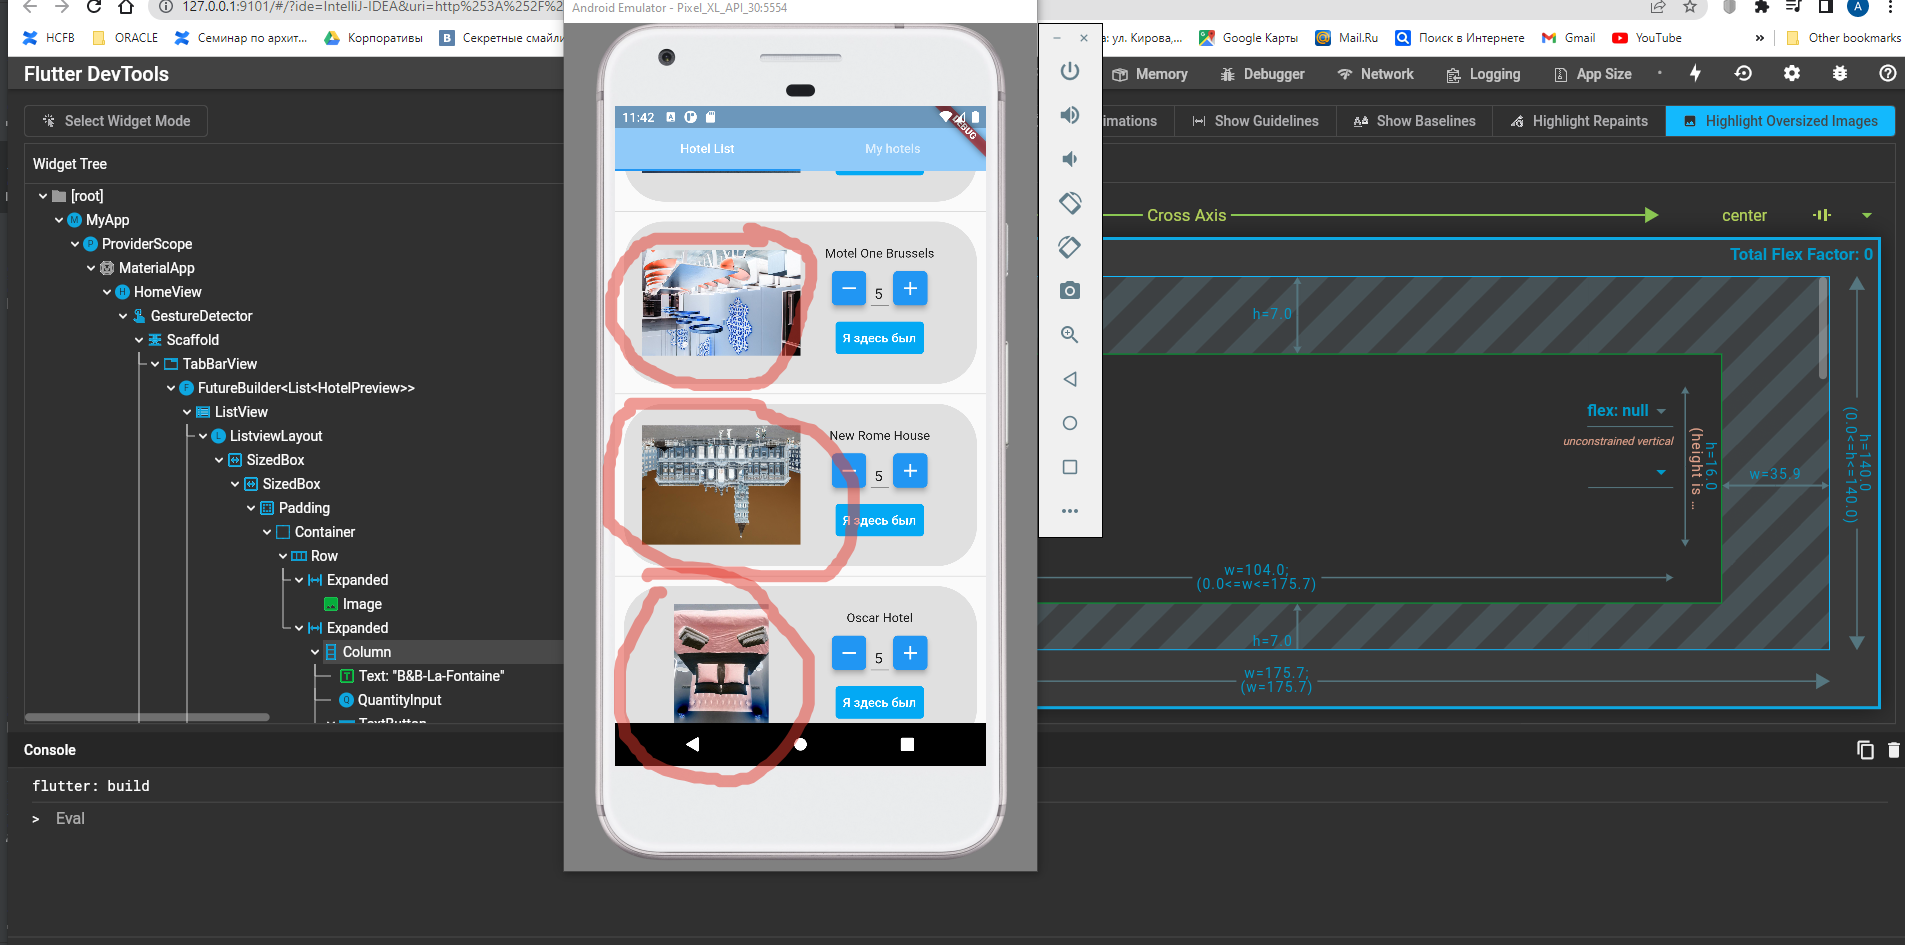 127.0.0.1:9101/#/?ide=IntelliJ-IDEA&uri=http%253A%252F%2
Android Emulator - Pixel_XL_API_30:5554
A
HCFB
ORACLE
Семинар по архит...
Корпоративы
Секретные смайли
а: ул. Кирова,...
Google Карты
Mail.Ru
Поиск в Интернете
Gmail
YouTube
»
Other bookmarks
Flutter DevTools
Memory
Debugger
Network
Logging
App Size
Select Widget Mode
imations
Show Guidelines
Show Baselines
Highlight Repaints
Highlight Oversized Images
Widget Tree
[root]
MyApp
ProviderScope
MaterialApp
HomeView
GestureDetector
Scaffold
TabBarView
FutureBuilder<List<HotelPreview>>
ListView
ListviewLayout
SizedBox
SizedBox
Padding
Container
Row
Expanded
Image
Expanded
Column
Text: "B&B-La-Fontaine"
QuantityInput
TextButton
11:42
DEBUG
Hotel List
My hotels
Motel One Brussels
5
Я здесь был
New Rome House
5
Я здесь был
Oscar Hotel
5
Я здесь был
Cross Axis
center
Total Flex Factor: 0
h=7.0
flex: null
unconstrained vertical
h=16.0
(height is ...
w=35.9
h=140.0
(0.0<=h<=140.0)
w=104.0;
(0.0<=w<=175.7)
h=7.0
w=175.7;
(w=175.7)
Console
flutter: build
> Eval